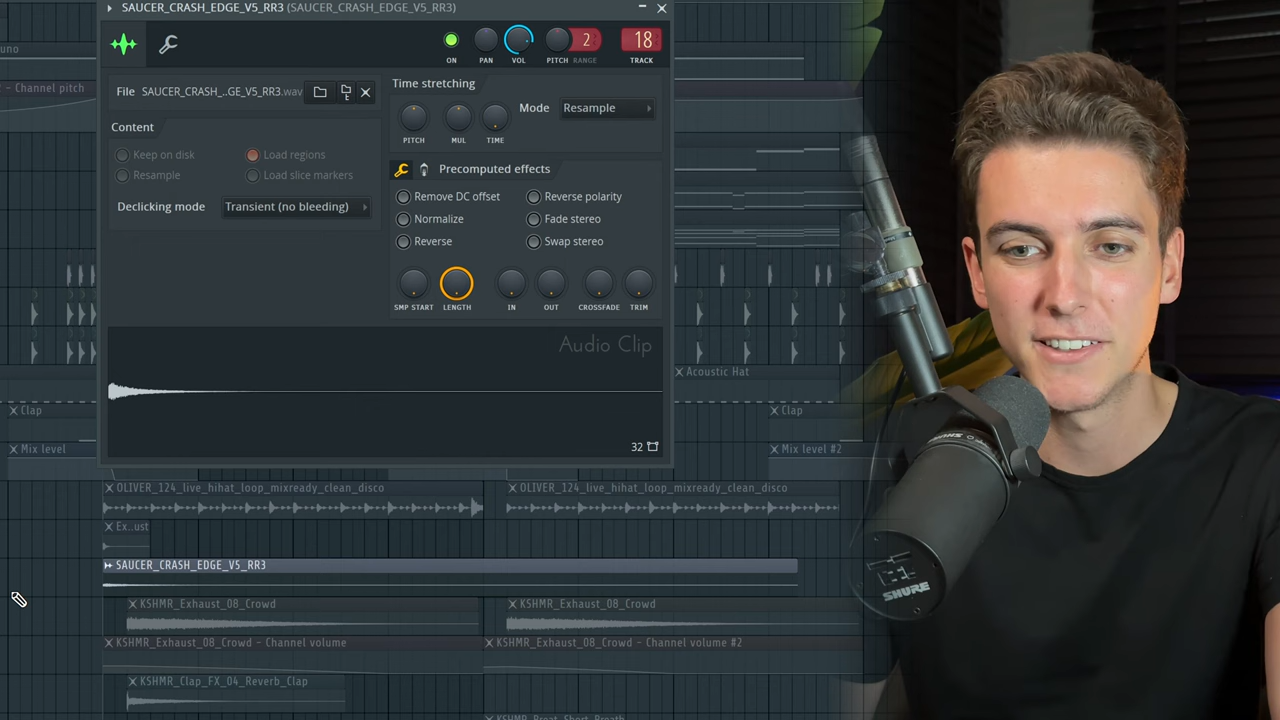 SAUCER_CRASH_EDGE_V5_RR3 (SAUCER_CRASH_EDGE_V5_RR3)
2
18
ON
PAN
VOL
PITCH
RANGE
TRACK
uno
- Channel pitch
File
SAUCER_CRASH_..GE_V5_RR3.wav
Time stretching
Mode
Resample
PITCH
MUL
TIME
Content
Keep on disk
Load regions
Resample
Load slice markers
Declicking mode
Transient (no bleeding)
Precomputed effects
Remove DC offset
Reverse polarity
Normalize
Fade stereo
Reverse
Swap stereo
SMP START
LENGTH
IN
OUT
CROSSFADE
TRIM
Audio Clip
32
Acoustic Hat
Clap
Clap
Mix level
Mix level #2
OLIVER_124_live_hihat_loop_mixready_clean_disco
OLIVER_124_live_hihat_loop_mixready_clean_disco
Ex..ust
SAUCER_CRASH_EDGE_V5_RR3
KSHMR_Exhaust_08_Crowd
KSHMR_Exhaust_08_Crowd
KSHMR_Exhaust_08_Crowd - Channel volume
KSHMR_Exhaust_08_Crowd - Channel volume #2
KSHMR_Clap_FX_04_Reverb_Clap
SHURE
SHURE